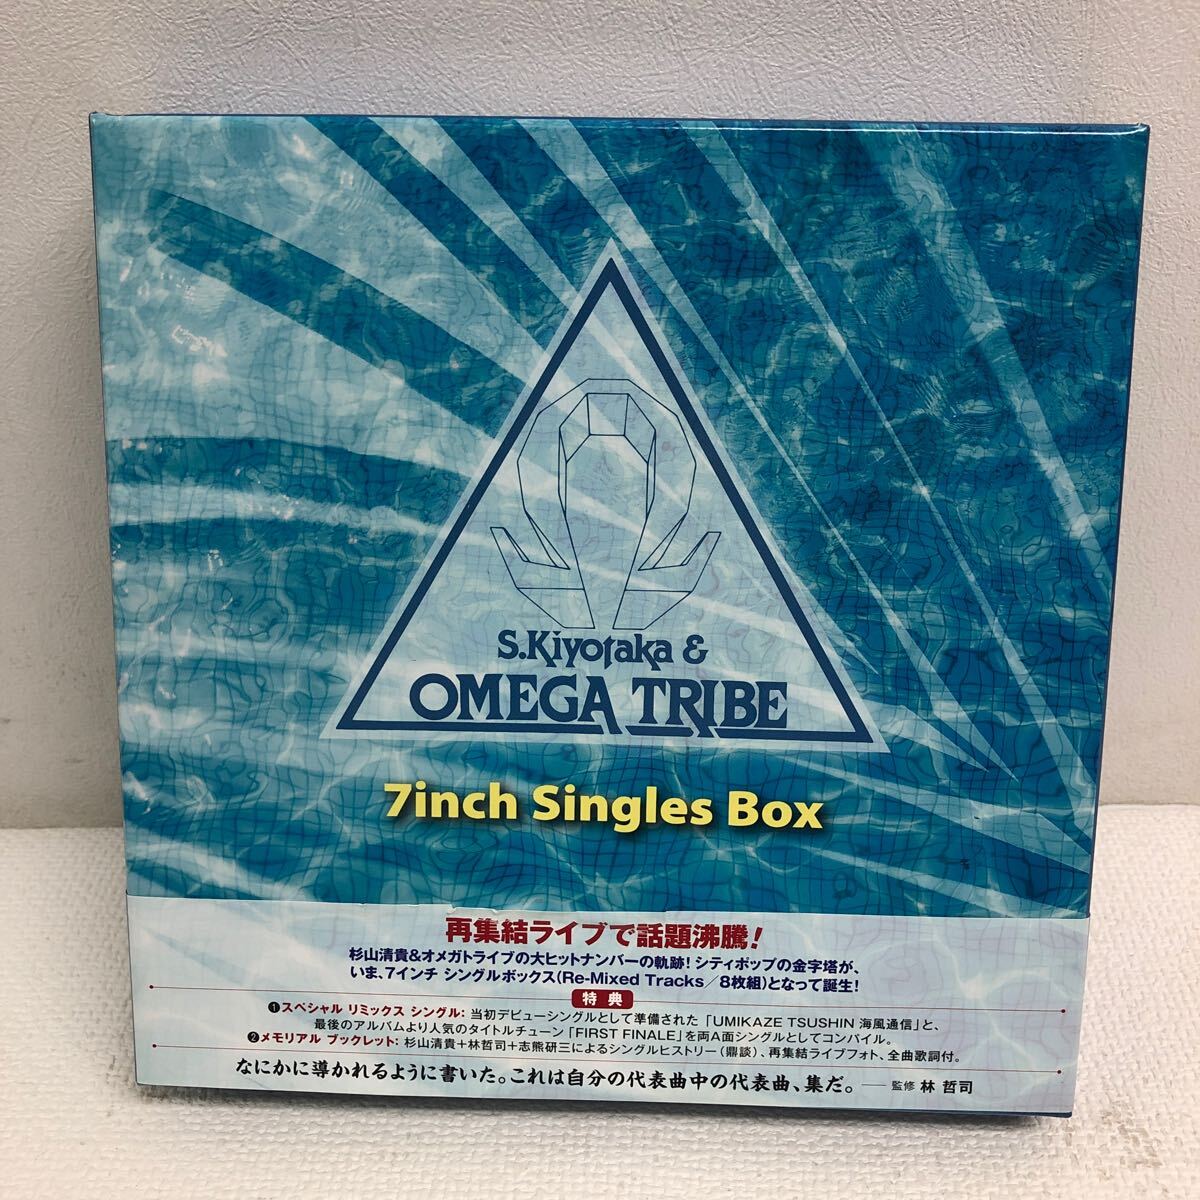 S.Kiyotaka &
OMEGA TRIBE
7inch Singles Box
再集結ライブで話題沸騰！
杉山清貴&オメガトライブの大ヒットナンバーの軌跡！シティポップの金字塔が、
いま、7インチ シングルボックス(Re-Mixed Tracks／8枚組)となって誕生！
特典
❶スペシャル リミックス シングル：当初デビューシングルとして準備された「UMIKAZE TSUSHIN 海風通信」と、
最後のアルバムより人気のタイトルチューン「FIRST FINALE」を両A面シングルとしてコンパイル。
❷メモリアル ブックレット：杉山清貴＋林哲司＋志熊研三によるシングルヒストリー（鼎談）、再集結ライブフォト、全曲歌詞付。
なにかに導かれるように書いた。これは自分の代表曲中の代表曲、集だ。── 監修 林 哲司